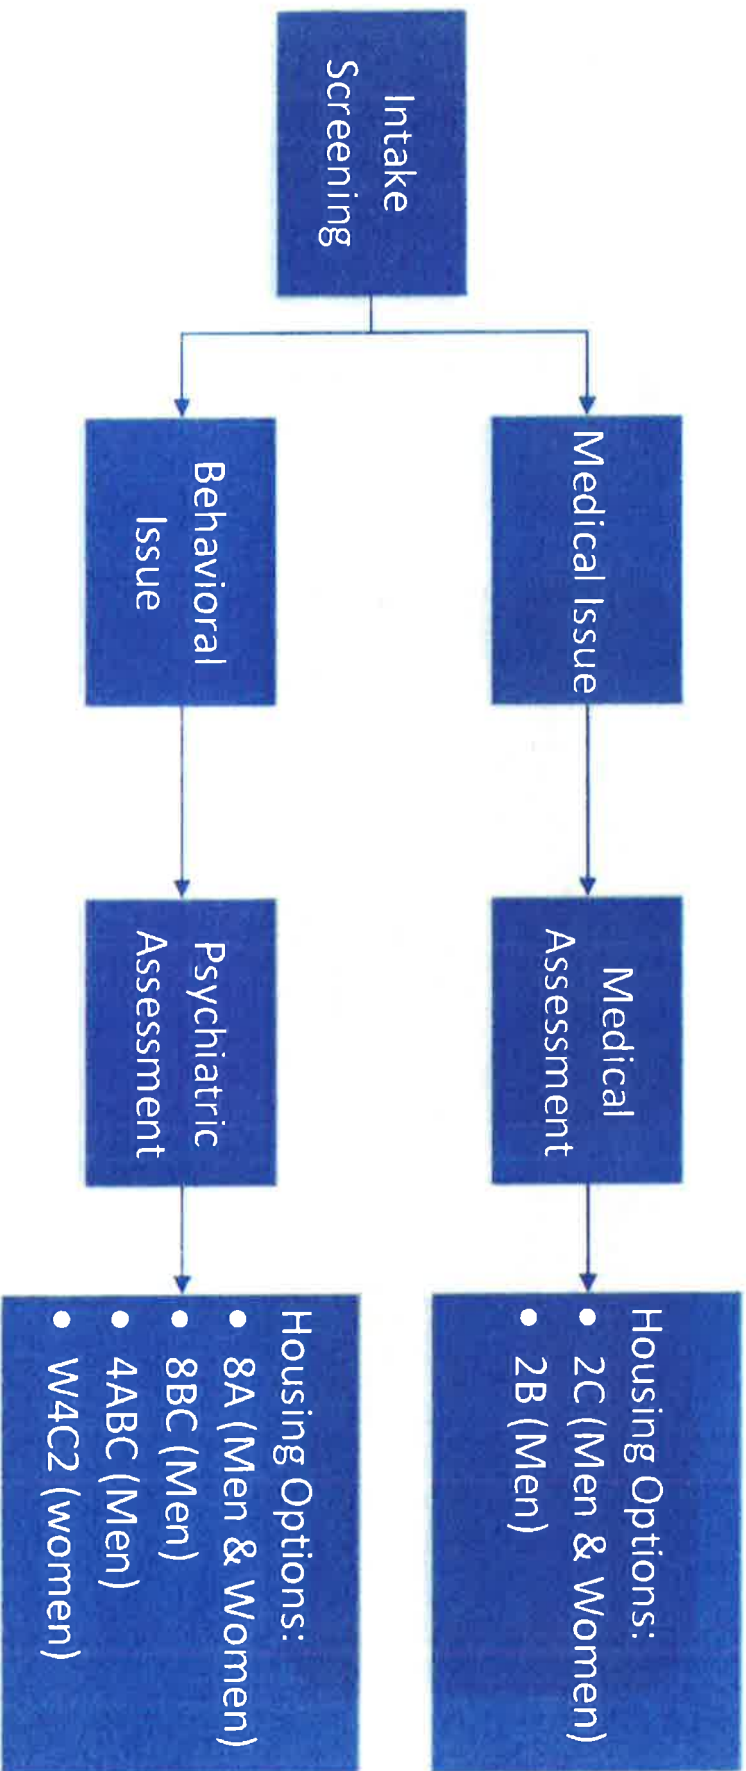 Intake
Screening
Medical Issue
Medical
Assessment
Housing Options:
• 2C (Men & Women)
• 2B (Men)
Behavioral
Issue
Psychiatric
Assessment
Housing Options:
• 8A (Men & Women)
• 8BC (Men)
• 4ABC (Men)
• W4C2 (women)